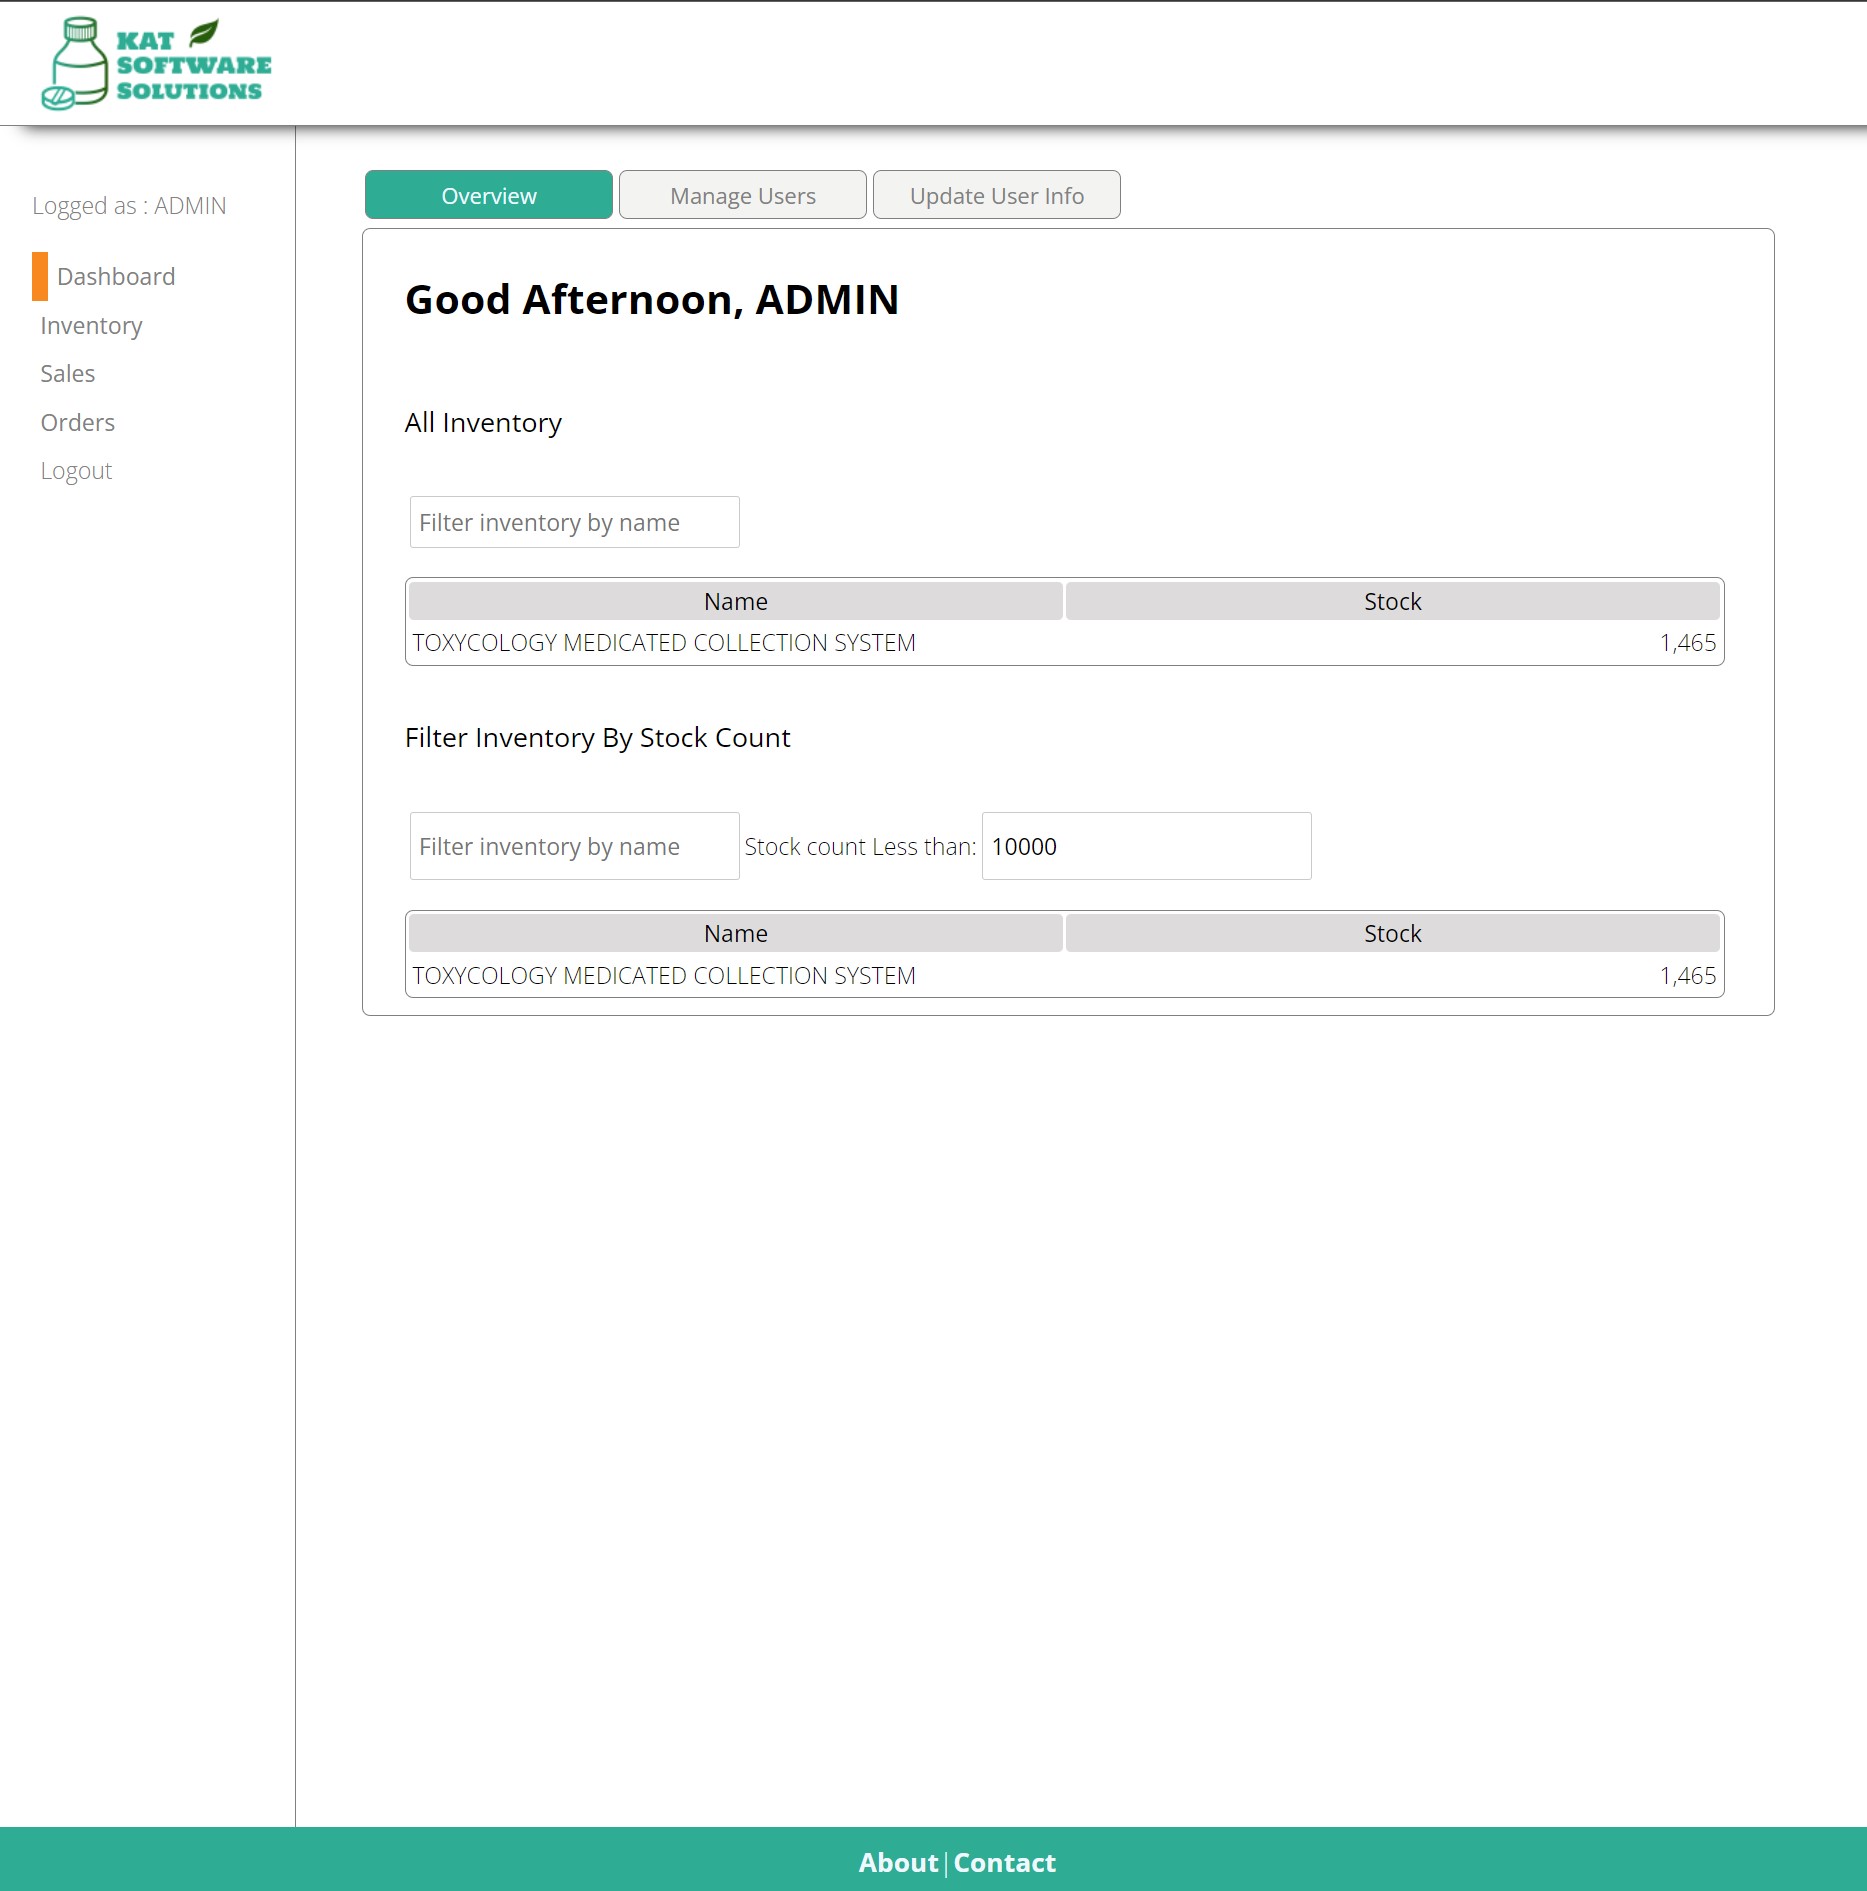 KAT
SOFTWARE
SOLUTIONS
Logged as : ADMIN
Dashboard
Inventory
Sales
Orders
Logout
Overview
Manage Users
Update User Info
Good Afternoon, ADMIN
All Inventory
Filter inventory by name
Name Stock
TOXYCOLOGY MEDICATED COLLECTION SYSTEM 1,465
Filter Inventory By Stock Count
Filter inventory by name Stock count Less than: 10000
Name Stock
TOXYCOLOGY MEDICATED COLLECTION SYSTEM 1,465
About|Contact